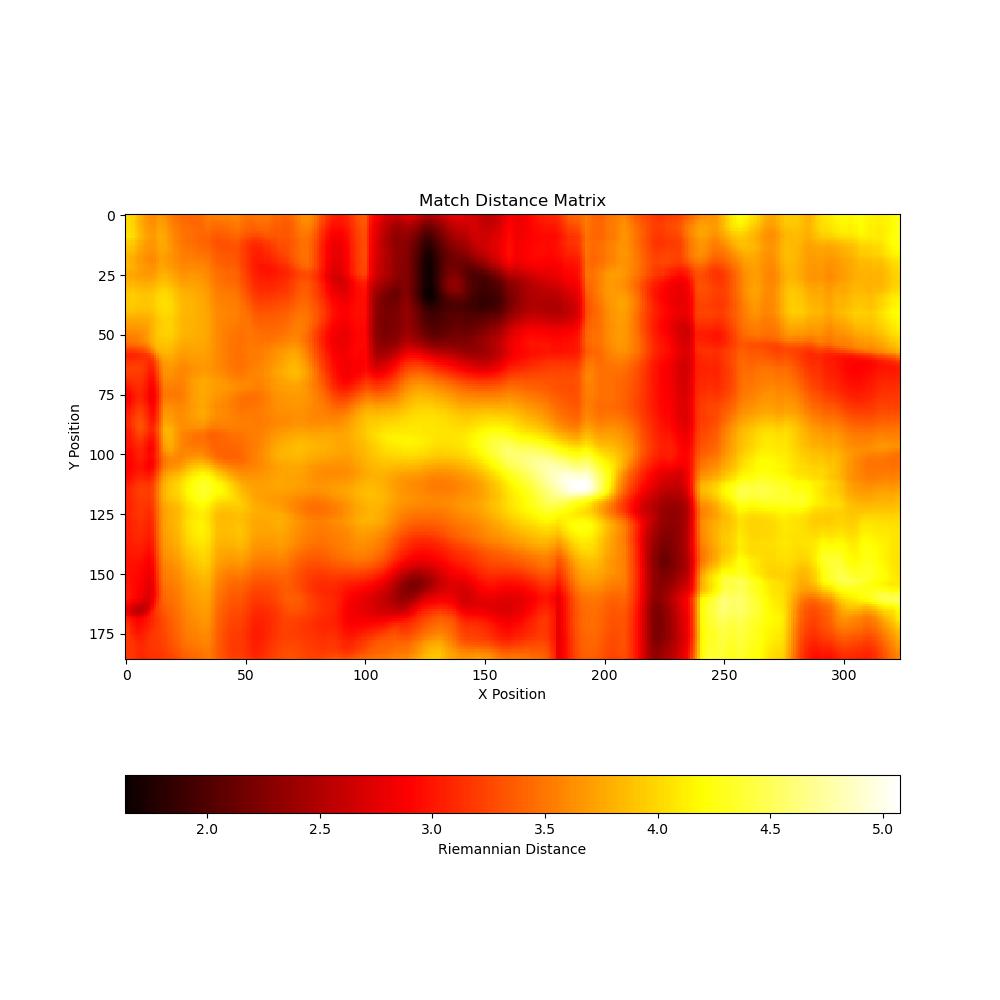 Match Distance Matrix
0
25
50
75
100
125
150
175
Y Position
0 50 100 150 200 250 300
X Position
2.0 2.5 3.0 3.5 4.0 4.5 5.0
Riemannian Distance